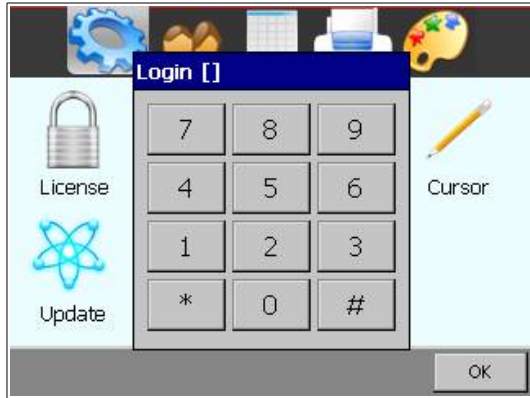 Login []
7 8 9
License
4 5 6
Cursor
1 2 3
Update
* 0 #
OK